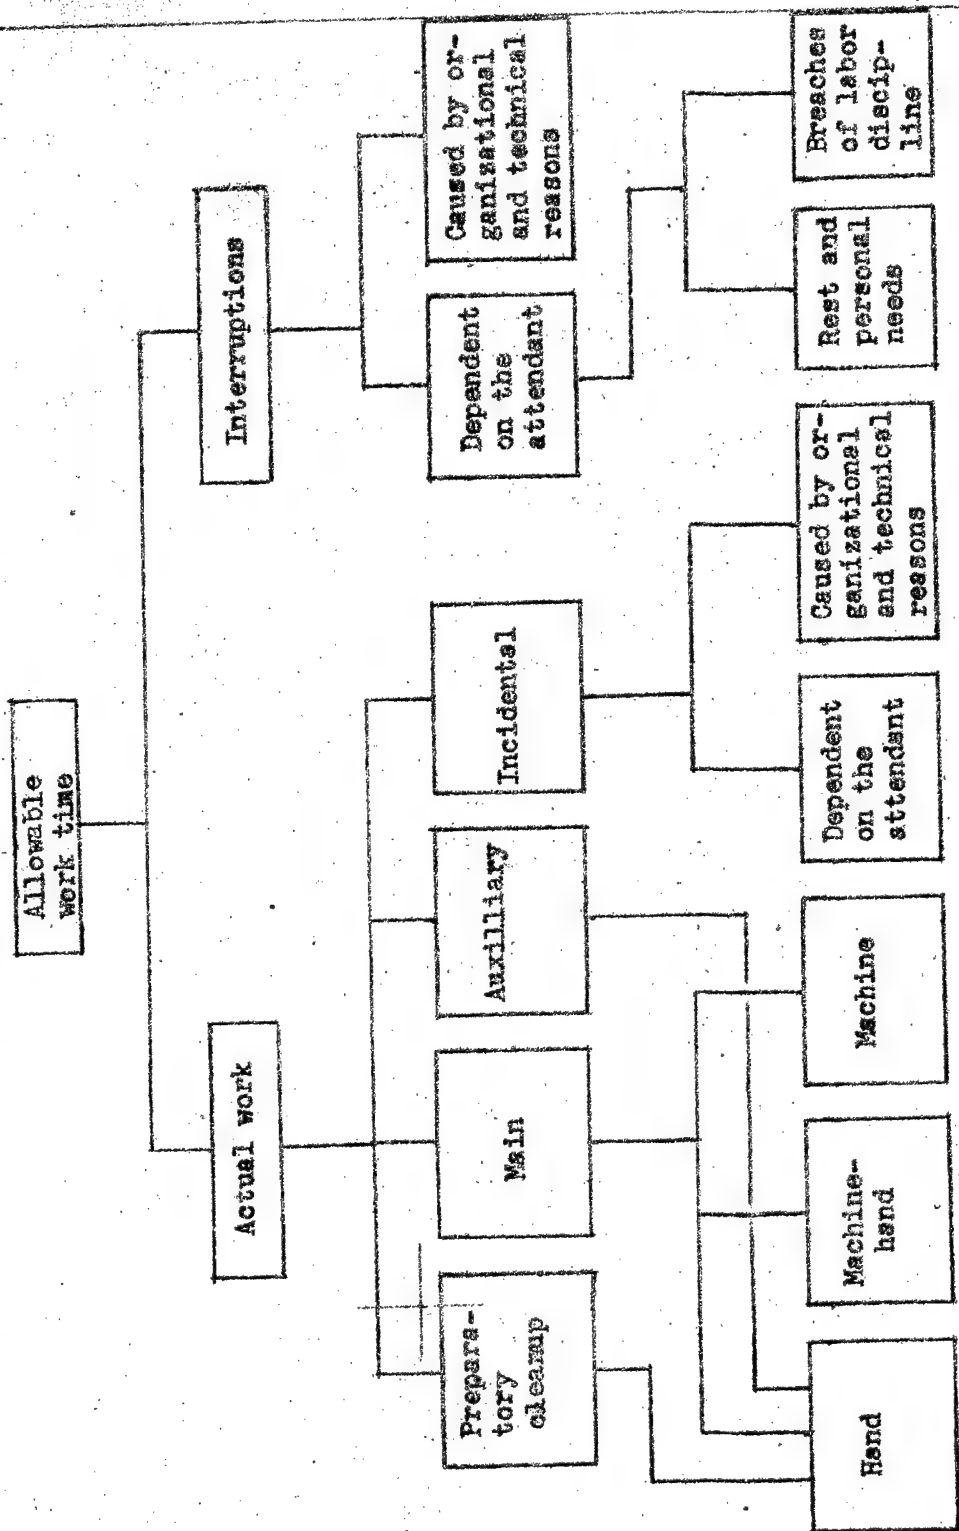 Allowable
work time
Actual work
Interruptions
Prepara-
tory
cleanup
Main
Auxilliary
Incidental
Dependent
on the
attendant
Caused by or-
ganizational
and technical
reasons
Hand
Machine-
hand
Machine
Dependent
on the
attendant
Caused by or-
ganizational
and technical
reasons
Rest and
personal
needs
Breaches
of labor
discip-
line